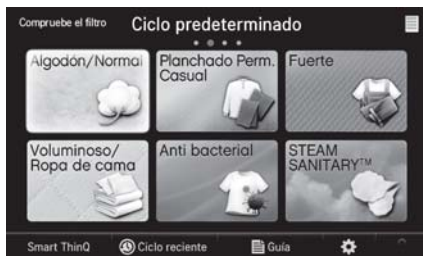 Compruebe el filtro
Ciclo predeterminado
Algodón/Normal
Planchado Perm.
Casual
Fuerte
Voluminoso/
Ropa de cama
Anti bacterial
STEAM
SANITARY™
Smart ThinQ
Ciclo reciente
Guía